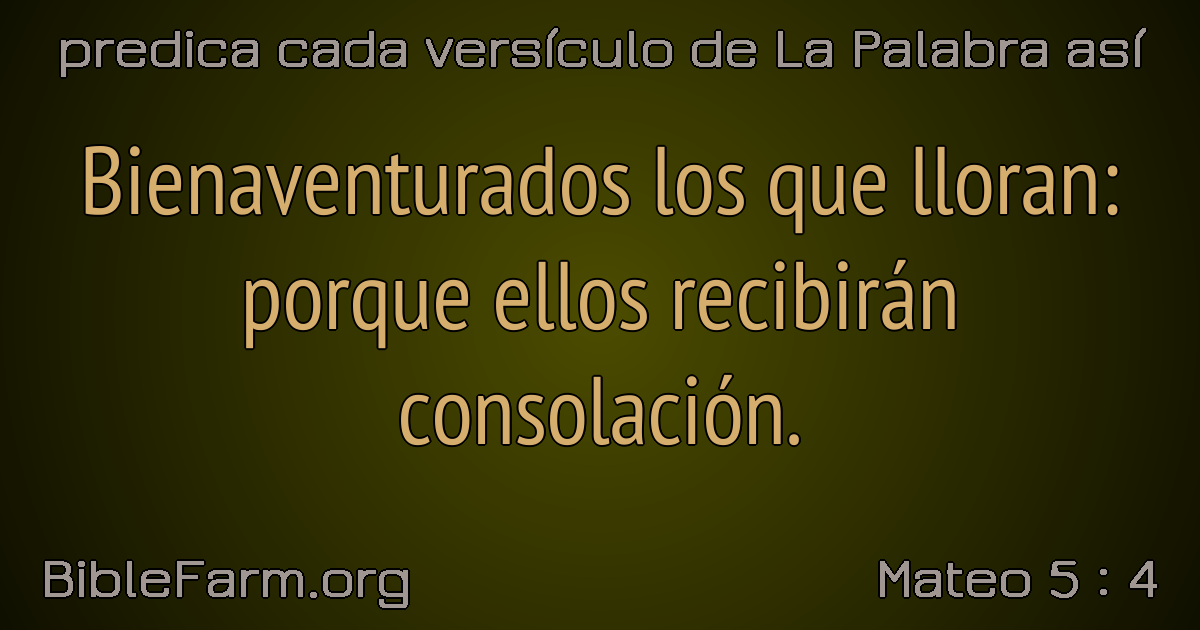 predica cada versículo de La Palabra así
Bienaventurados los que lloran:
porque ellos recibirán
consolación.
BibleFarm.org
Mateo 5 : 4